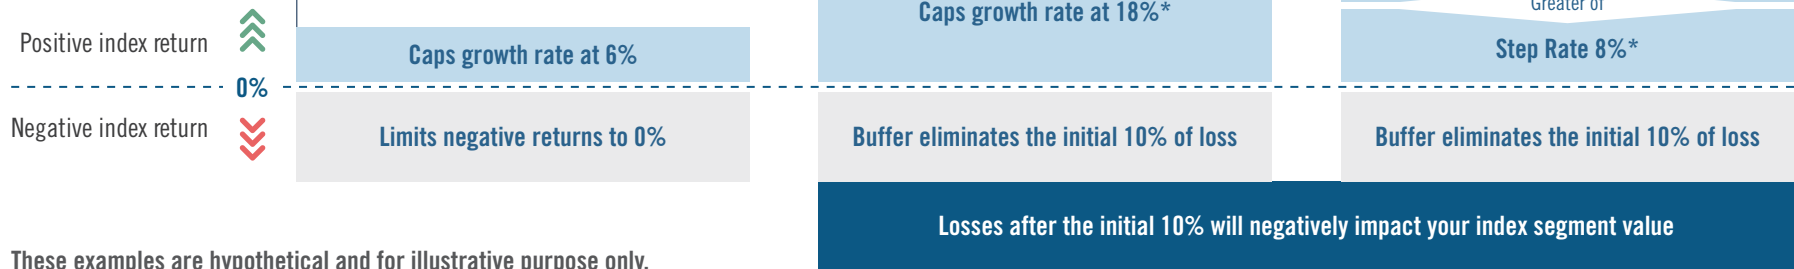 Caps growth rate at 18%*
Greater of
Positive index return
Caps growth rate at 6%
Step Rate 8%*
0%
Negative index return
Limits negative returns to 0%
Buffer eliminates the initial 10% of loss
Buffer eliminates the initial 10% of loss
Losses after the initial 10% will negatively impact your index segment value
These examples are hypothetical and for illustrative purpose only.